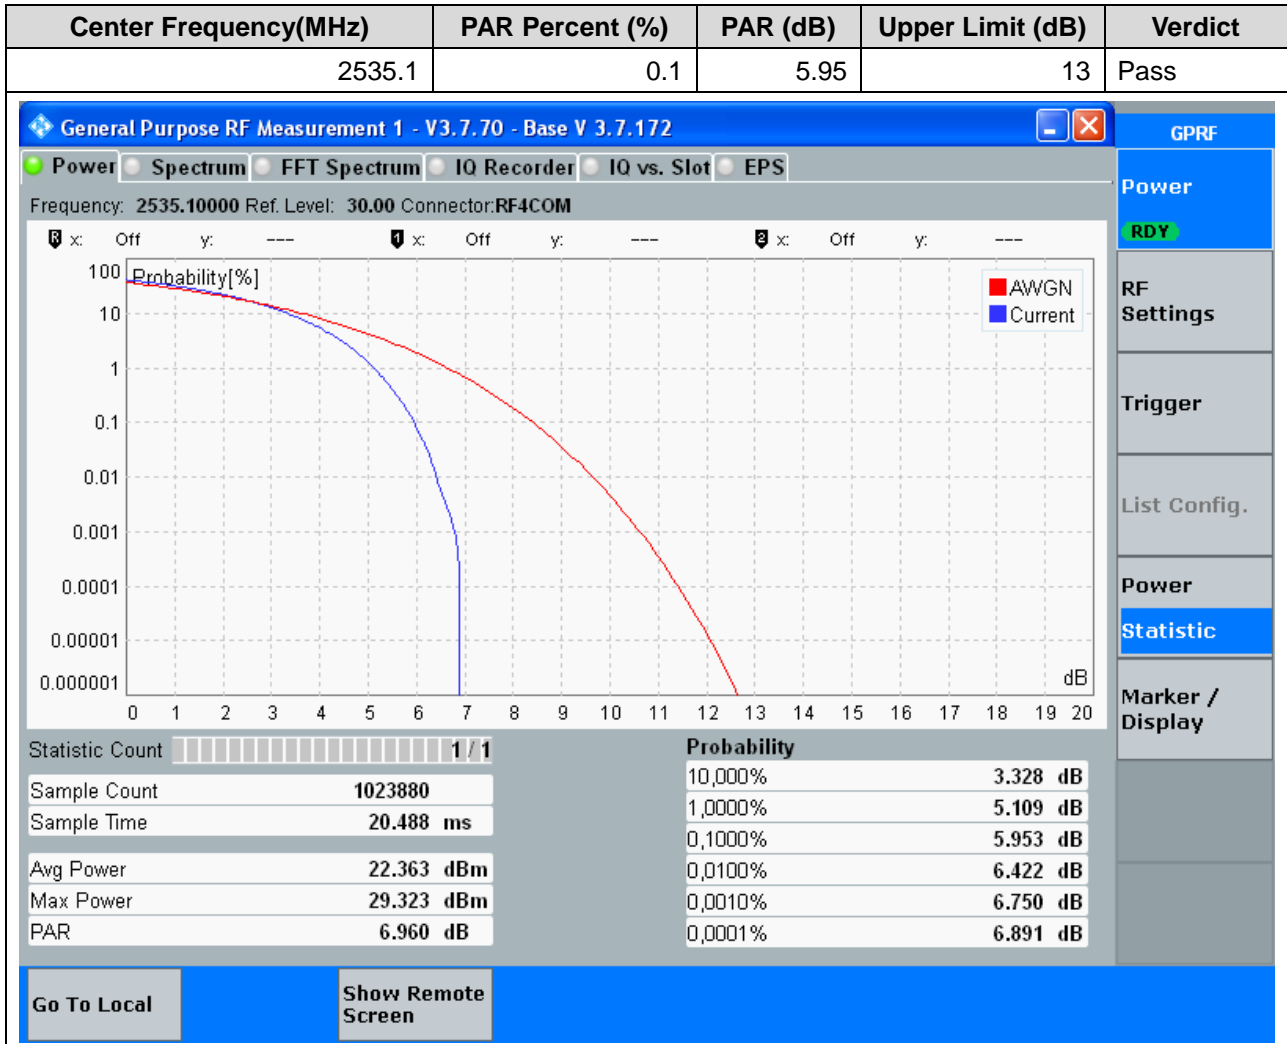 Center Frequency(MHz) PAR Percent (%) PAR (dB) Upper Limit (dB) Verdict
2535.1 0.1 5.95 13 Pass
General Purpose RF Measurement 1 - V3.7.70 - Base V 3.7.172
GPRF
Power Spectrum FFT Spectrum IQ Recorder IQ vs. Slot EPS
Frequency: 2535.10000 Ref. Level: 30.00 Connector:RF4COM
R x: Off y: --- 1 x: Off y: --- 2 x: Off y: ---
Probability[%]
AWGN
Current
100
10
1
0.1
0.01
0.001
0.0001
0.00001
0.000001
dB
0 1 2 3 4 5 6 7 8 9 10 11 12 13 14 15 16 17 18 19 20
Statistic Count 1 / 1
Sample Count 1023880
Sample Time 20.488 ms
Avg Power 22.363 dBm
Max Power 29.323 dBm
PAR 6.960 dB
Probability
10,000% 3.328 dB
1,0000% 5.109 dB
0,1000% 5.953 dB
0,0100% 6.422 dB
0,0010% 6.750 dB
0,0001% 6.891 dB
Power
RDY
RF
Settings
Trigger
List Config.
Power
Statistic
Marker /
Display
Go To Local
Show Remote
Screen